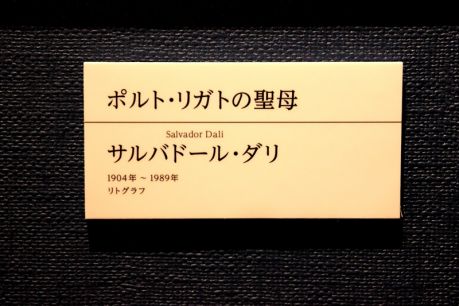 ポルト・リガトの聖母
Salvador Dali
サルバドール・ダリ
1904年 ~ 1989年
リトグラフ